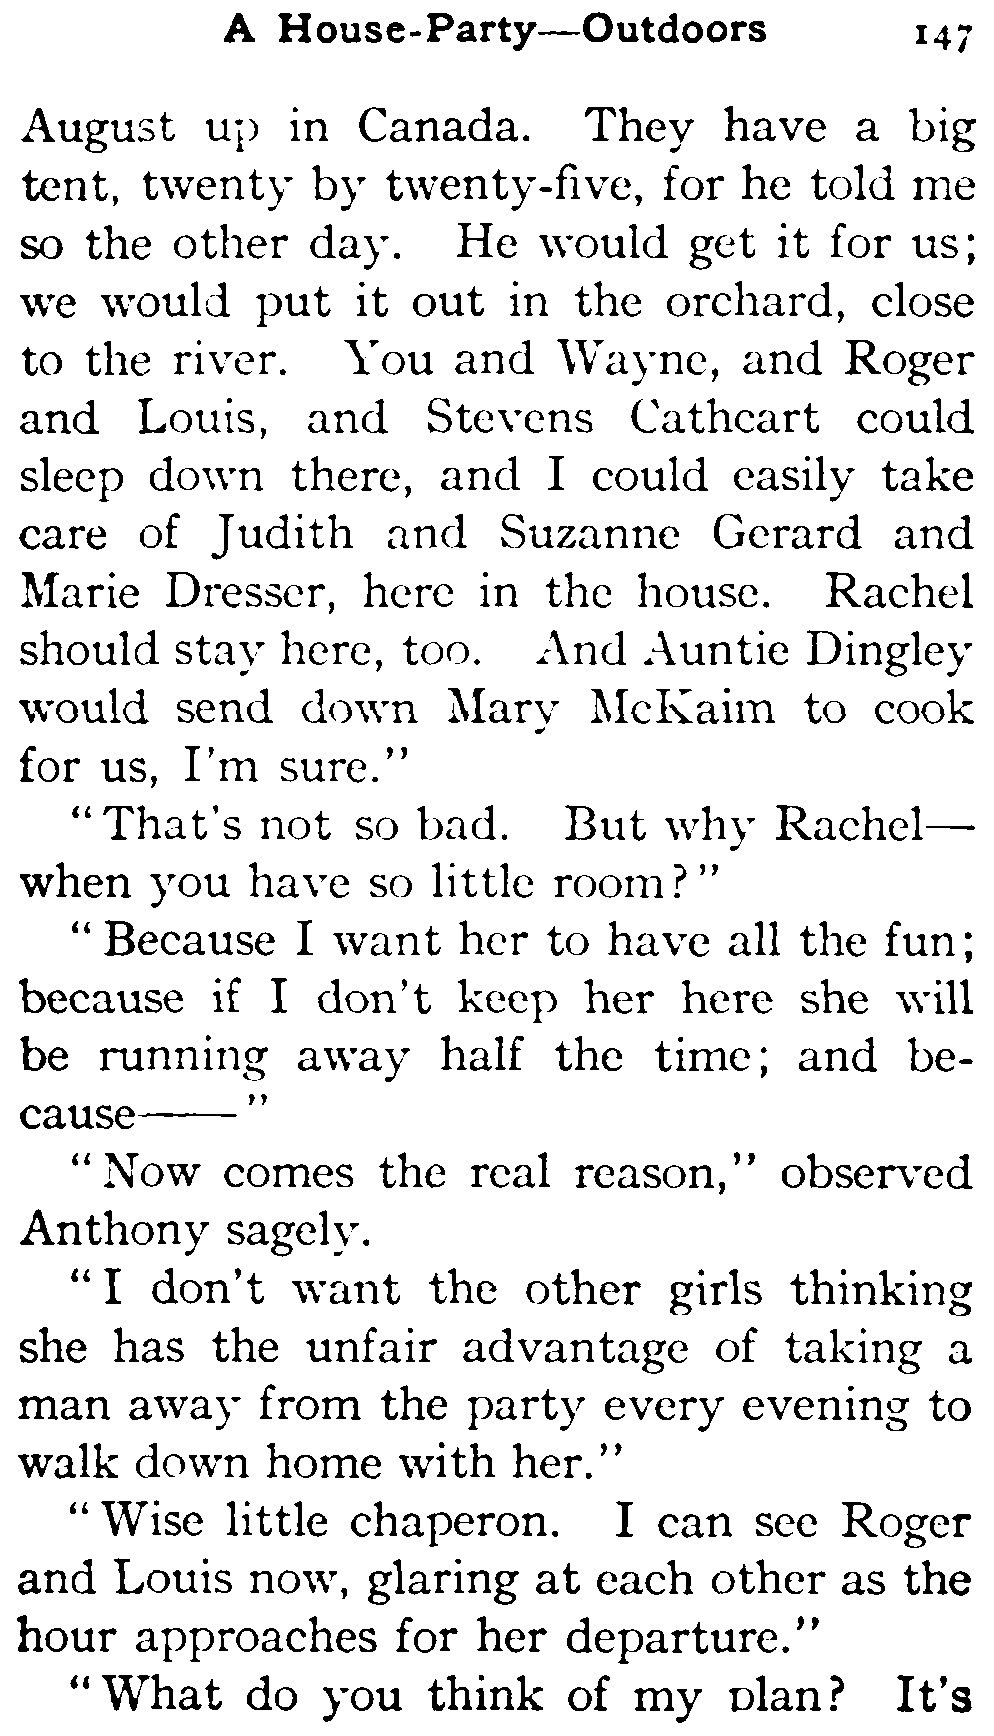 A House-Party—Outdoors 147
August up in Canada. They have a big
tent, twenty by twenty-five, for he told me
so the other day. He would get it for us;
we would put it out in the orchard, close
to the river. You and Wayne, and Roger
and Louis, and Stevens Cathcart could
sleep down there, and I could easily take
care of Judith and Suzanne Gerard and
Marie Dresser, here in the house. Rachel
should stay here, too. And Auntie Dingley
would send down Mary McKaim to cook
for us, I'm sure."
"That's not so bad. But why Rachel—
when you have so little room?"
"Because I want her to have all the fun;
because if I don't keep her here she will
be running away half the time; and be-
cause——"
"Now comes the real reason," observed
Anthony sagely.
"I don't want the other girls thinking
she has the unfair advantage of taking a
man away from the party every evening to
walk down home with her."
"Wise little chaperon. I can see Roger
and Louis now, glaring at each other as the
hour approaches for her departure."
"What do you think of my plan? It's